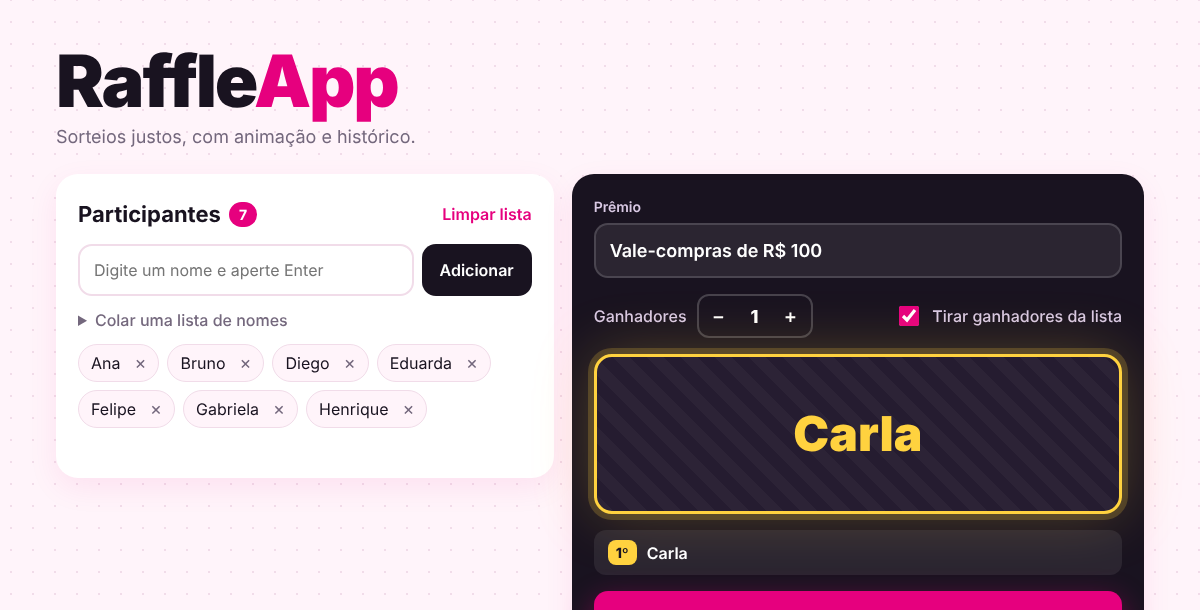 RaffleApp
Sorteios justos, com animação e histórico.
Participantes 7 Limpar lista
Digite um nome e aperte Enter Adicionar
Colar uma lista de nomes
Ana × Bruno × Diego × Eduarda ×
Felipe × Gabriela × Henrique ×
Prêmio
Vale-compras de R$ 100
Ganhadores − 1 + Tirar ganhadores da lista
Carla
1º Carla